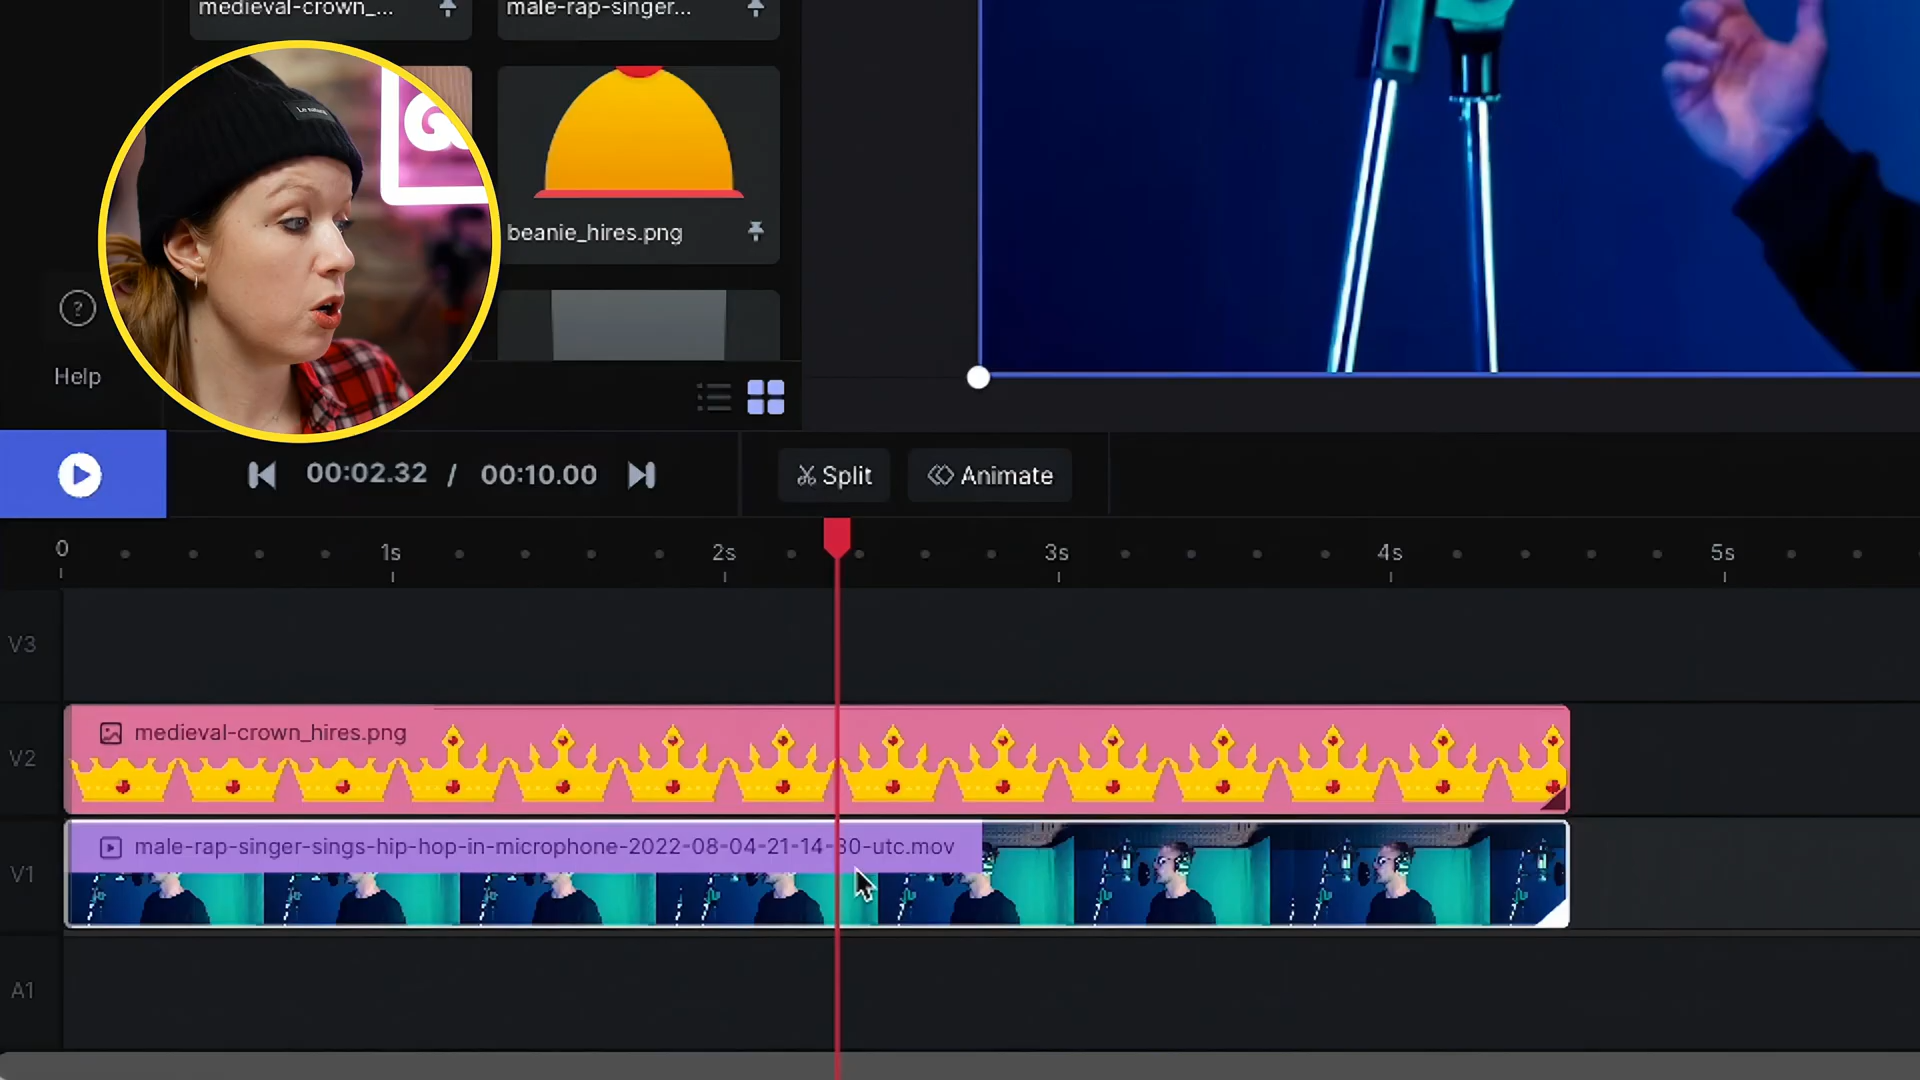 medieval-crown_...
male-rap-singer...
beanie_hires.png
?
Help
00:02.32 / 00:10.00
Split
Animate
0
1s
2s
3s
4s
5s
V3
V2
medieval-crown_hires.png
V1
male-rap-singer-sings-hip-hop-in-microphone-2022-08-04-21-14-30-utc.mov
A1